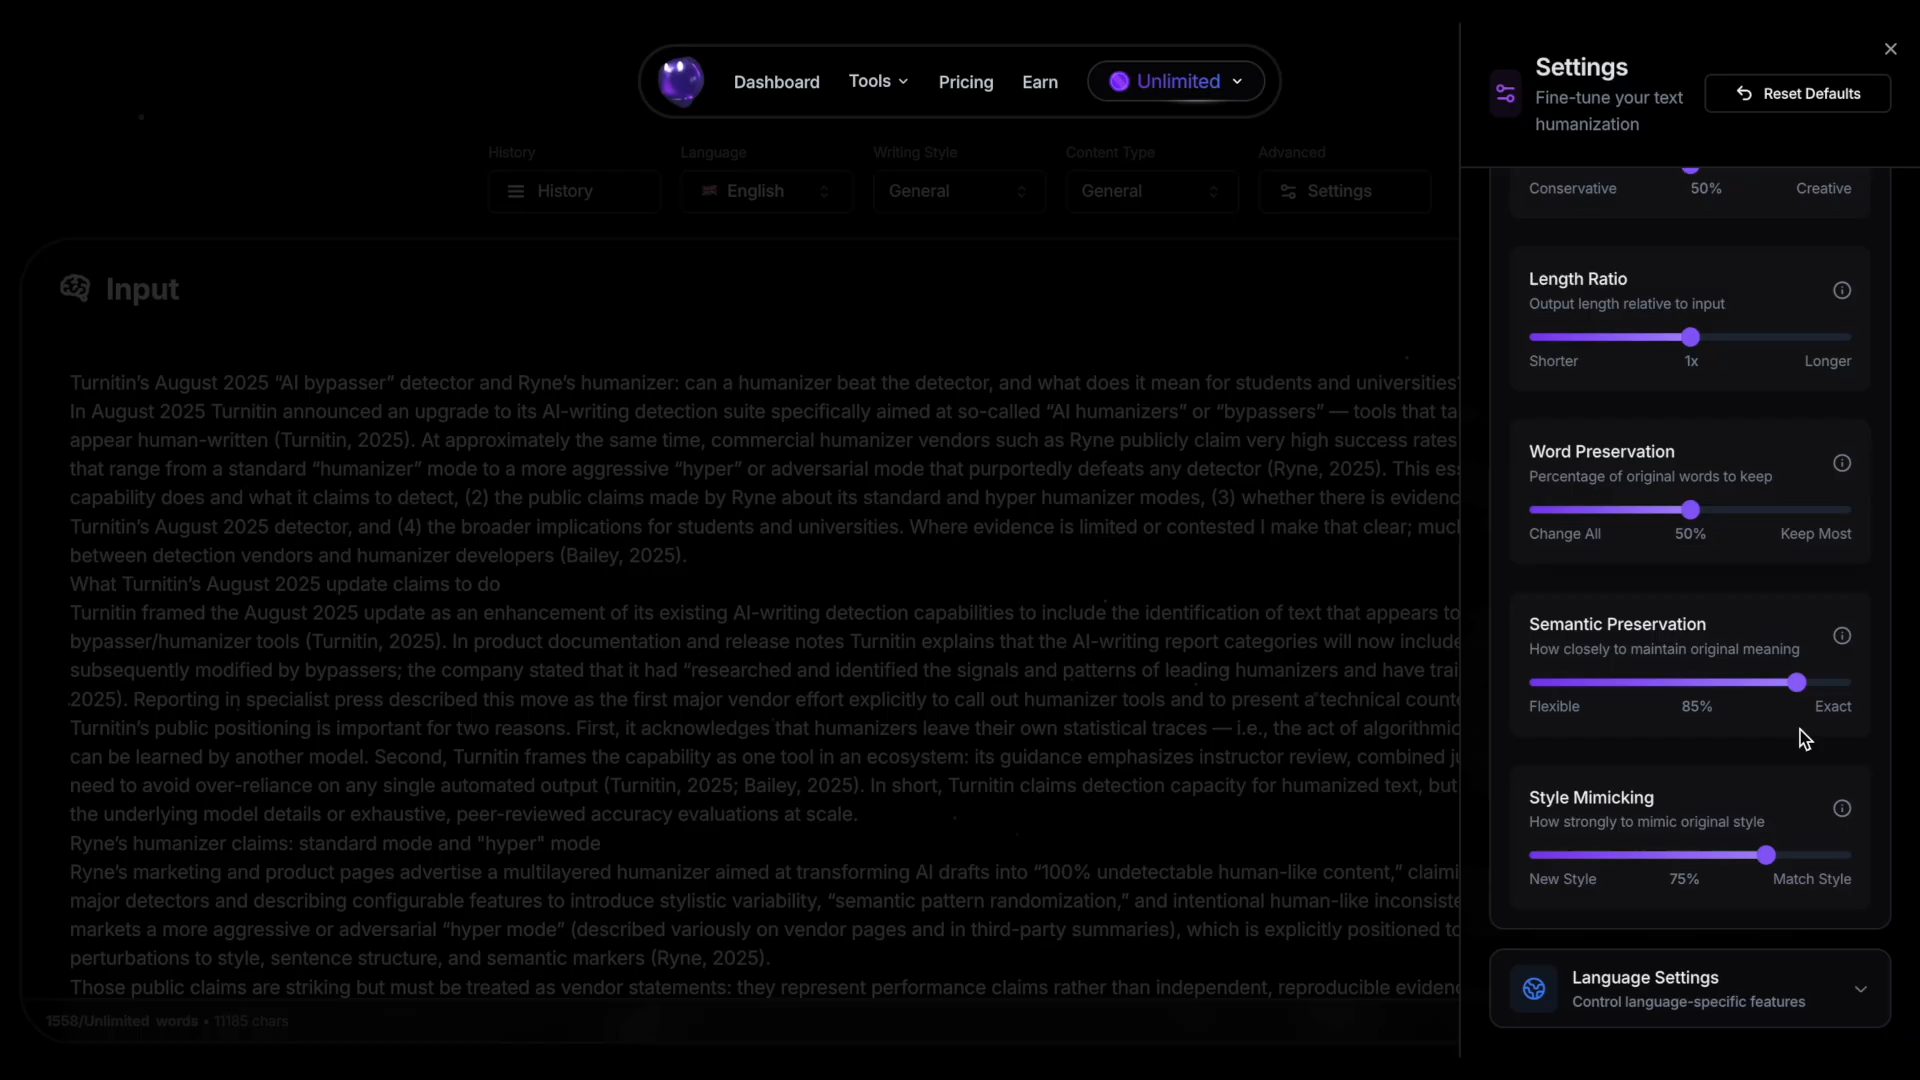 Dashboard
Tools
Pricing
Earn
Unlimited
History
Language
Writing Style
Content Type
Advanced
History
English
General
General
Settings
Input
Turnitin’s August 2025 “AI bypasser” detector and Ryne’s humanizer: can a humanizer beat the detector, and what does it mean for students and universities?
In August 2025 Turnitin announced an upgrade to its AI-writing detection suite specifically aimed at so-called “AI humanizers” or “bypassers” — tools that ta
appear human-written (Turnitin, 2025). At approximately the same time, commercial humanizer vendors such as Ryne publicly claim very high success rates
that range from a standard “humanizer” mode to a more aggressive “hyper” or adversarial mode that purportedly defeats any detector (Ryne, 2025). This es
capability does and what it claims to detect, (2) the public claims made by Ryne about its standard and hyper humanizer modes, (3) whether there is evidenc
Turnitin’s August 2025 detector, and (4) the broader implications for students and universities. Where evidence is limited or contested I make that clear; muc
between detection vendors and humanizer developers (Bailey, 2025).
What Turnitin’s August 2025 update claims to do
Turnitin framed the August 2025 update as an enhancement of its existing AI-writing detection capabilities to include the identification of text that appears to
bypasser/humanizer tools (Turnitin, 2025). In product documentation and release notes Turnitin explains that the AI-writing report categories will now include
subsequently modified by bypassers; the company stated that it had “researched and identified the signals and patterns of leading humanizers and have trai
2025). Reporting in specialist press described this move as the first major vendor effort explicitly to call out humanizer tools and to present a technical count
Turnitin’s public positioning is important for two reasons. First, it acknowledges that humanizers leave their own statistical traces — i.e., the act of algorithmic
can be learned by another model. Second, Turnitin frames the capability as one tool in an ecosystem: its guidance emphasizes instructor review, combined j
need to avoid over-reliance on any single automated output (Turnitin, 2025; Bailey, 2025). In short, Turnitin claims detection capacity for humanized text, but
the underlying model details or exhaustive, peer-reviewed accuracy evaluations at scale.
Ryne’s humanizer claims: standard mode and "hyper" mode
Ryne’s marketing and product pages advertise a multilayered humanizer aimed at transforming AI drafts into “100% undetectable human-like content,” claimi
major detectors and describing configurable features to introduce stylistic variability, “semantic pattern randomization,” and intentional human-like inconsiste
markets a more aggressive or adversarial “hyper mode” (described variously on vendor pages and in third-party summaries), which is explicitly positioned to
perturbations to style, sentence structure, and semantic markers (Ryne, 2025).
Those public claims are striking but must be treated as vendor statements: they represent performance claims rather than independent, reproducible eviden
1558/Unlimited words • 11185 chars
Settings
Fine-tune your text
humanization
Reset Defaults
Conservative
50%
Creative
Length Ratio
Output length relative to input
Shorter
1x
Longer
Word Preservation
Percentage of original words to keep
Change All
50%
Keep Most
Semantic Preservation
How closely to maintain original meaning
Flexible
85%
Exact
Style Mimicking
How strongly to mimic original style
New Style
75%
Match Style
Language Settings
Control language-specific features